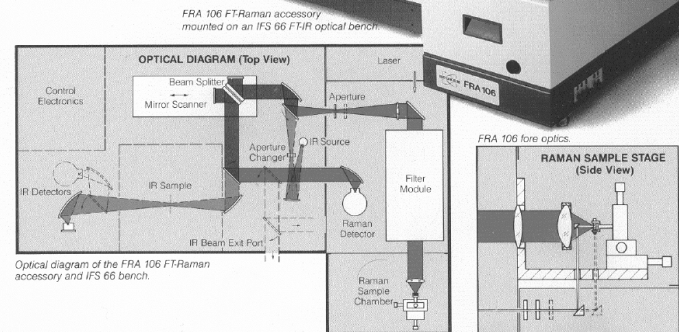 FRA 106 FT-Raman accessory
mounted on an IFS 66 FT-IR optical bench.
FRA 106
OPTICAL DIAGRAM (Top View)
Control
Electronics
Beam Splitter
Mirror Scanner
Laser
Aperture
Aperture
Changer
IR Source
IR Detectors
IR Sample
Filter
Module
Raman
Detector
IR Beam Exit Port
Raman
Sample
Chamber
Optical diagram of the FRA 106 FT-Raman
accessory and IFS 66 bench.
FRA 106 fore optics.
RAMAN SAMPLE STAGE
(Side View)